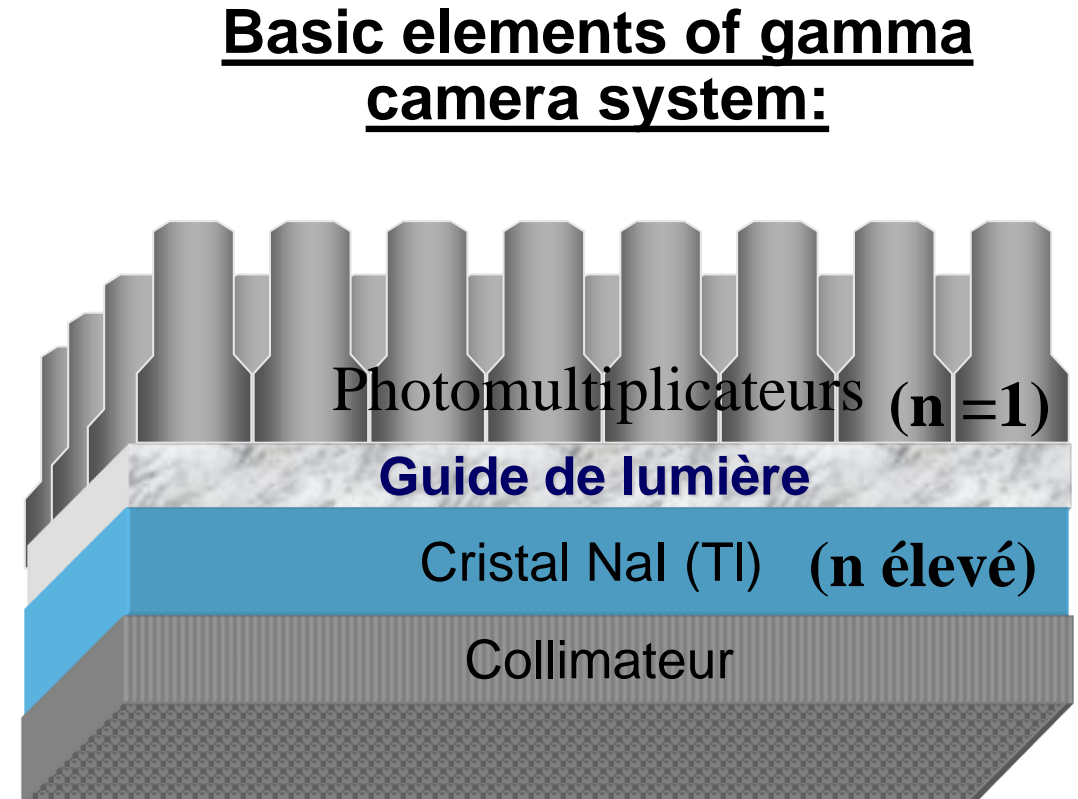 Basic elements of gamma
camera system:
Photomultiplicateurs (n =1)
Guide de lumière
Cristal NaI (Tl) (n élevé)
Collimateur